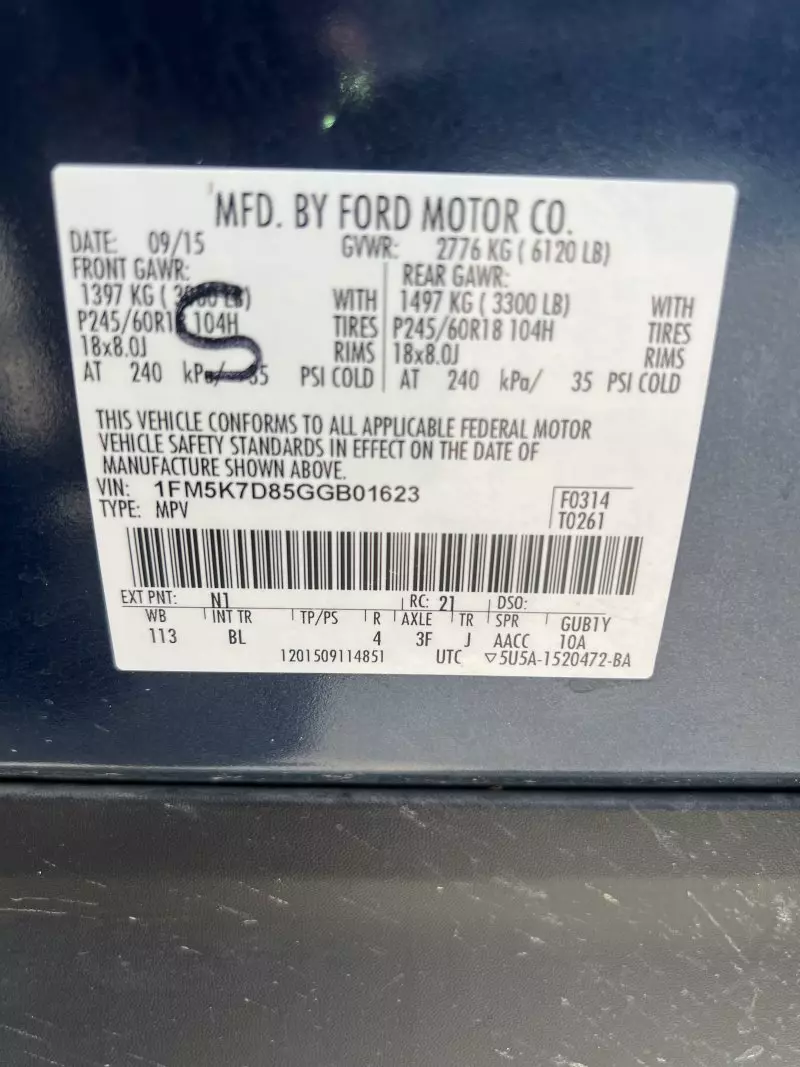 MFD. BY FORD MOTOR CO.
DATE: 09/15 GVWR: 2776 KG ( 6120 LB)
FRONT GAWR: REAR GAWR:
1397 KG ( LB) WITH 1497 KG ( 3300 LB) WITH
P245/60R1 104H TIRES P245/60R18 104H TIRES
18x8.0J RIMS 18x8.0J RIMS
AT 240 kPa/ 35 PSI COLD AT 240 kPa/ 35 PSI COLD
S
THIS VEHICLE CONFORMS TO ALL APPLICABLE FEDERAL MOTOR
VEHICLE SAFETY STANDARDS IN EFFECT ON THE DATE OF
MANUFACTURE SHOWN ABOVE.
VIN: 1FM5K7D85GGB01623 F0314
TYPE: MPV T0261
EXT PNT: N1 RC: 21 DSO:
WB INT TR TP/PS R AXLE TR SPR GUB1Y
113 BL 4 3F J AACC 10A
1201509114851 UTC ▽5U5A-1520472-BA